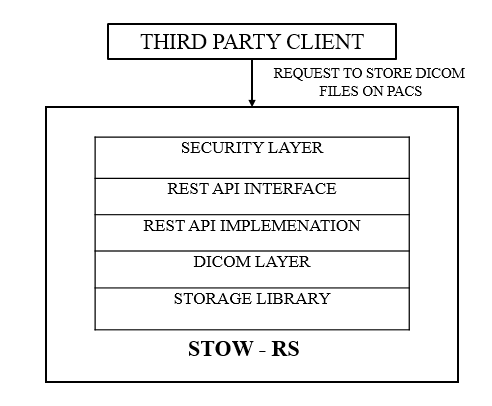 THIRD PARTY CLIENT
REQUEST TO STORE DICOM
FILES ON PACS
SECURITY LAYER
REST API INTERFACE
REST API IMPLEMENATION
DICOM LAYER
STORAGE LIBRARY
STOW - RS